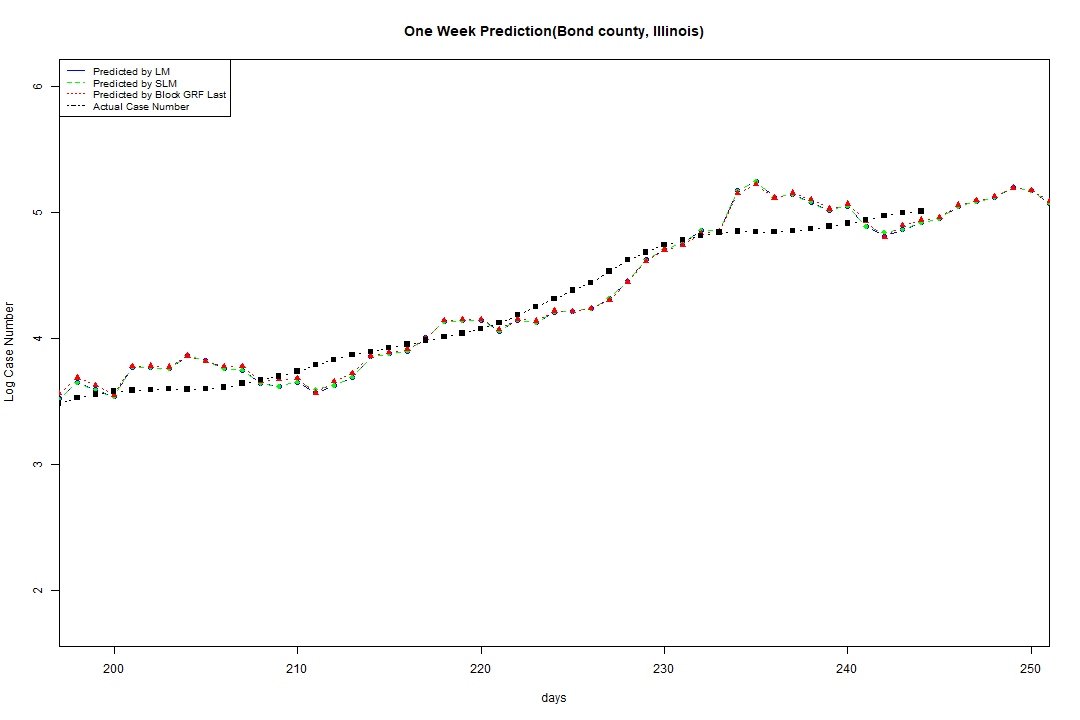 One Week Prediction(Bond county, Illinois)
Predicted by LM
Predicted by SLM
Predicted by Block GRF Last
Actual Case Number
6
5
4
3
2
Log Case Number
200 210 220 230 240 250
days